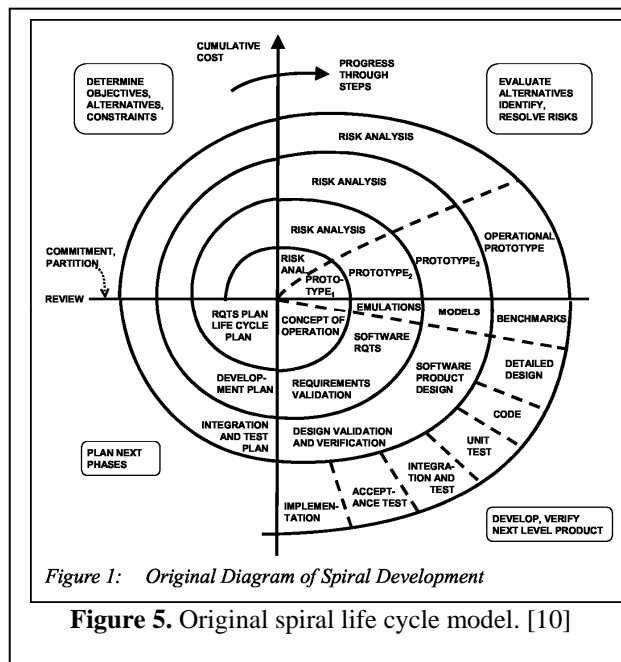 CUMULATIVE
COST
PROGRESS
THROUGH
STEPS
DETERMINE
OBJECTIVES,
ALTERNATIVES,
CONSTRAINTS
EVALUATE
ALTERNATIVES
IDENTIFY,
RESOLVE RISKS
RISK ANALYSIS
RISK ANALYSIS
RISK ANALYSIS
RISK
ANAL.
PROTO-
TYPE1
PROTOTYPE2
PROTOTYPE3
OPERATIONAL
PROTOTYPE
COMMITMENT,
PARTITION
REVIEW
RQTS PLAN
LIFE CYCLE
PLAN
CONCEPT OF
OPERATION
EMULATIONS
MODELS
BENCHMARKS
SOFTWARE
RQTS
SOFTWARE
PRODUCT
DESIGN
DETAILED
DESIGN
DEVELOP-
MENT PLAN
REQUIREMENTS
VALIDATION
CODE
INTEGRATION
AND TEST
PLAN
DESIGN VALIDATION
AND VERIFICATION
UNIT
TEST
INTEGRA-
TION AND
TEST
ACCEPT-
ANCE TEST
IMPLEMEN-
TATION
PLAN NEXT
PHASES
DEVELOP, VERIFY
NEXT LEVEL PRODUCT
Figure 1: Original Diagram of Spiral Development
Figure 5. Original spiral life cycle model. [10]